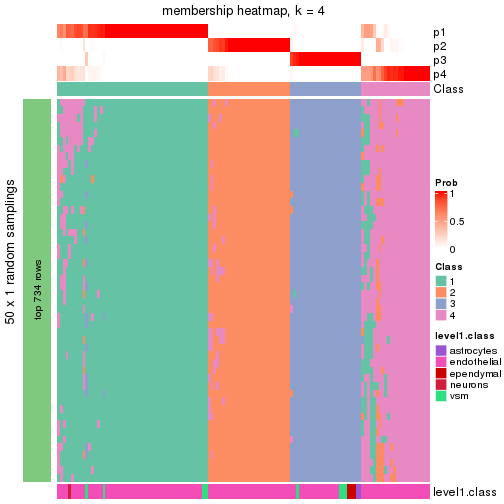 membership heatmap, k = 4
p1
p2
p3
p4
Class
50 x 1 random samplings
top 734 rows
Prob
1
0.5
0
Class
1
2
3
4
level1.class
astrocytes
endothelial
ependymal
neurons
vsm
level1.class